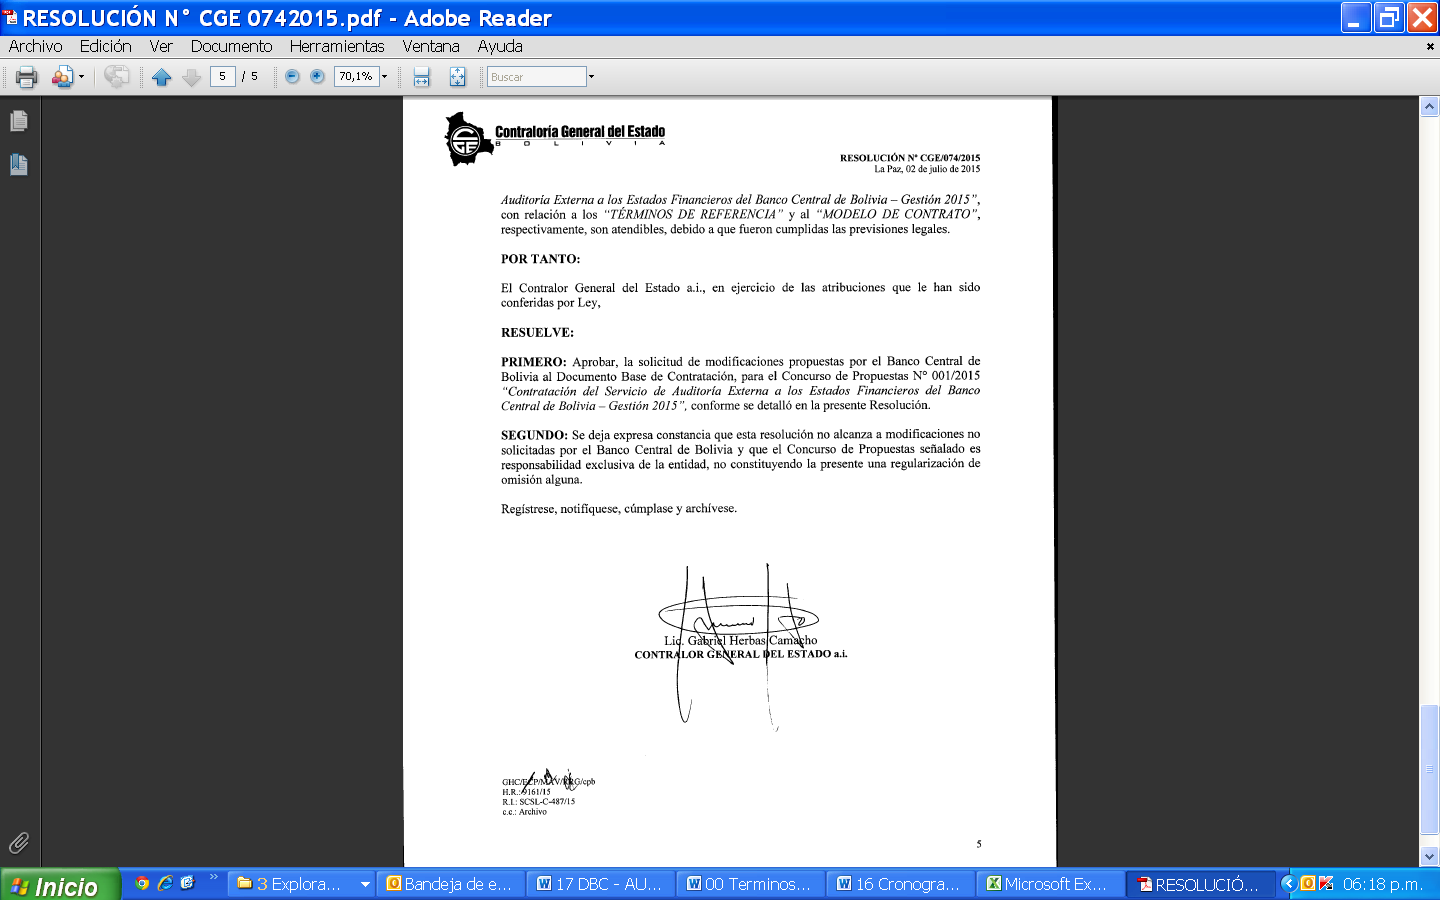 RESOLUCIÓN N° CGE 0742015.pdf - Adobe Reader
Archivo Edición Ver Documento Herramientas Ventana Ayuda
5 / 5 70,1% Buscar
Contraloría General del Estado
BOLIVIA
RESOLUCIÓN N° CGE/074/2015
La Paz, 02 de julio de 2015
Auditoría Externa a los Estados Financieros del Banco Central de Bolivia – Gestión 2015”,
con relación a los “TÉRMINOS DE REFERENCIA” y al “MODELO DE CONTRATO”,
respectivamente, son atendibles, debido a que fueron cumplidas las previsiones legales.
POR TANTO:
El Contralor General del Estado a.i., en ejercicio de las atribuciones que le han sido
conferidas por Ley,
RESUELVE:
PRIMERO: Aprobar, la solicitud de modificaciones propuestas por el Banco Central de
Bolivia al Documento Base de Contratación, para el Concurso de Propuestas N° 001/2015
“Contratación del Servicio de Auditoría Externa a los Estados Financieros del Banco
Central de Bolivia – Gestión 2015”, conforme se detalló en la presente Resolución.
SEGUNDO: Se deja expresa constancia que esta resolución no alcanza a modificaciones no
solicitadas por el Banco Central de Bolivia y que el Concurso de Propuestas señalado es
responsabilidad exclusiva de la entidad, no constituyendo la presente una regularización de
omisión alguna.
Regístrese, notifíquese, cúmplase y archívese.
Lic. Gabriel Herbas Camacho
CONTRALOR GENERAL DEL ESTADO a.i.
H.R.: 9161/15
R.I.: SCSL-C-487/15
c.c.: Archivo
5
Inicio 3 Explora... Bandeja de e... 17 DBC - AU... 00 Terminos... 16 Cronogra... Microsoft Ex... RESOLUCIÓ... 06:18 p.m.